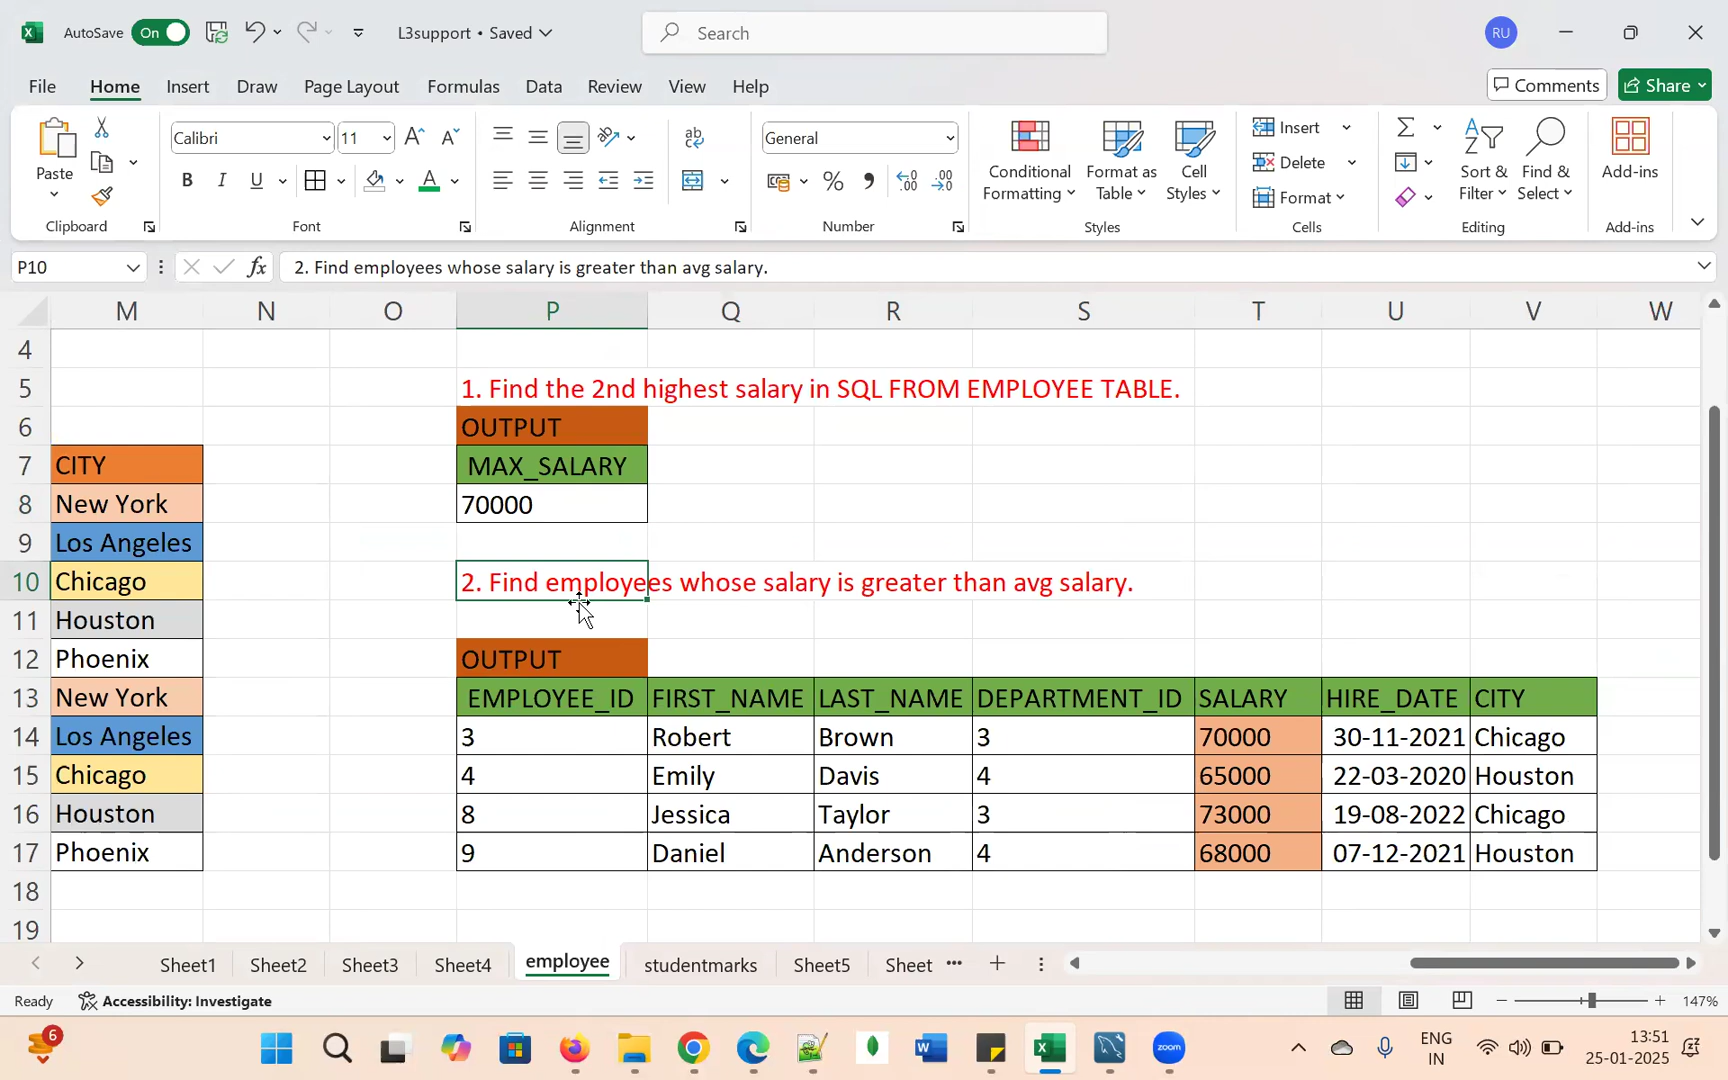 AutoSave On L3support • Saved Search RU
File Home Insert Draw Page Layout Formulas Data Review View Help Comments Share
Paste Calibri 11 General Conditional Formatting Format as Table Cell Styles Insert Delete Format Sort & Filter Find & Select Add-ins
Clipboard Font Alignment Number Styles Cells Editing Add-ins
P10 fx 2. Find employees whose salary is greater than avg salary.
M N O P Q R S T U V W
4
5 1. Find the 2nd highest salary in SQL FROM EMPLOYEE TABLE.
6 OUTPUT
7 CITY MAX_SALARY
8 New York 70000
9 Los Angeles
10 Chicago 2. Find employees whose salary is greater than avg salary.
11 Houston
12 Phoenix OUTPUT
13 New York EMPLOYEE_ID FIRST_NAME LAST_NAME DEPARTMENT_ID SALARY HIRE_DATE CITY
14 Los Angeles 3 Robert Brown 3 70000 30-11-2021 Chicago
15 Chicago 4 Emily Davis 4 65000 22-03-2020 Houston
16 Houston 8 Jessica Taylor 3 73000 19-08-2022 Chicago
17 Phoenix 9 Daniel Anderson 4 68000 07-12-2021 Houston
18
19
Sheet1 Sheet2 Sheet3 Sheet4 employee studentmarks Sheet5 Sheet ...
Ready Accessibility: Investigate 147%
6 zoom ENG 13:51
IN 25-01-2025